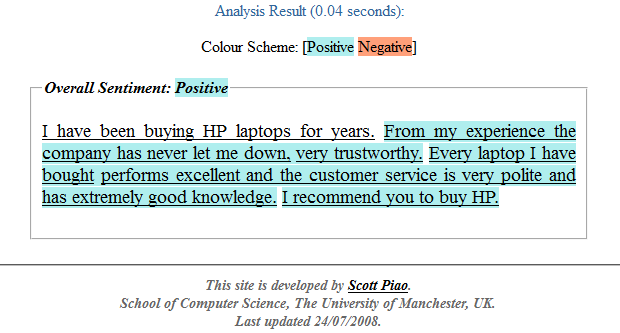 Analysis Result (0.04 seconds):
Colour Scheme: [Positive Negative]
Overall Sentiment: Positive
I have been buying HP laptops for years. From my experience the
company has never let me down, very trustworthy. Every laptop I have
bought performs excellent and the customer service is very polite and
has extremely good knowledge. I recommend you to buy HP.
This site is developed by Scott Piao.
School of Computer Science, The University of Manchester, UK.
Last updated 24/07/2008.